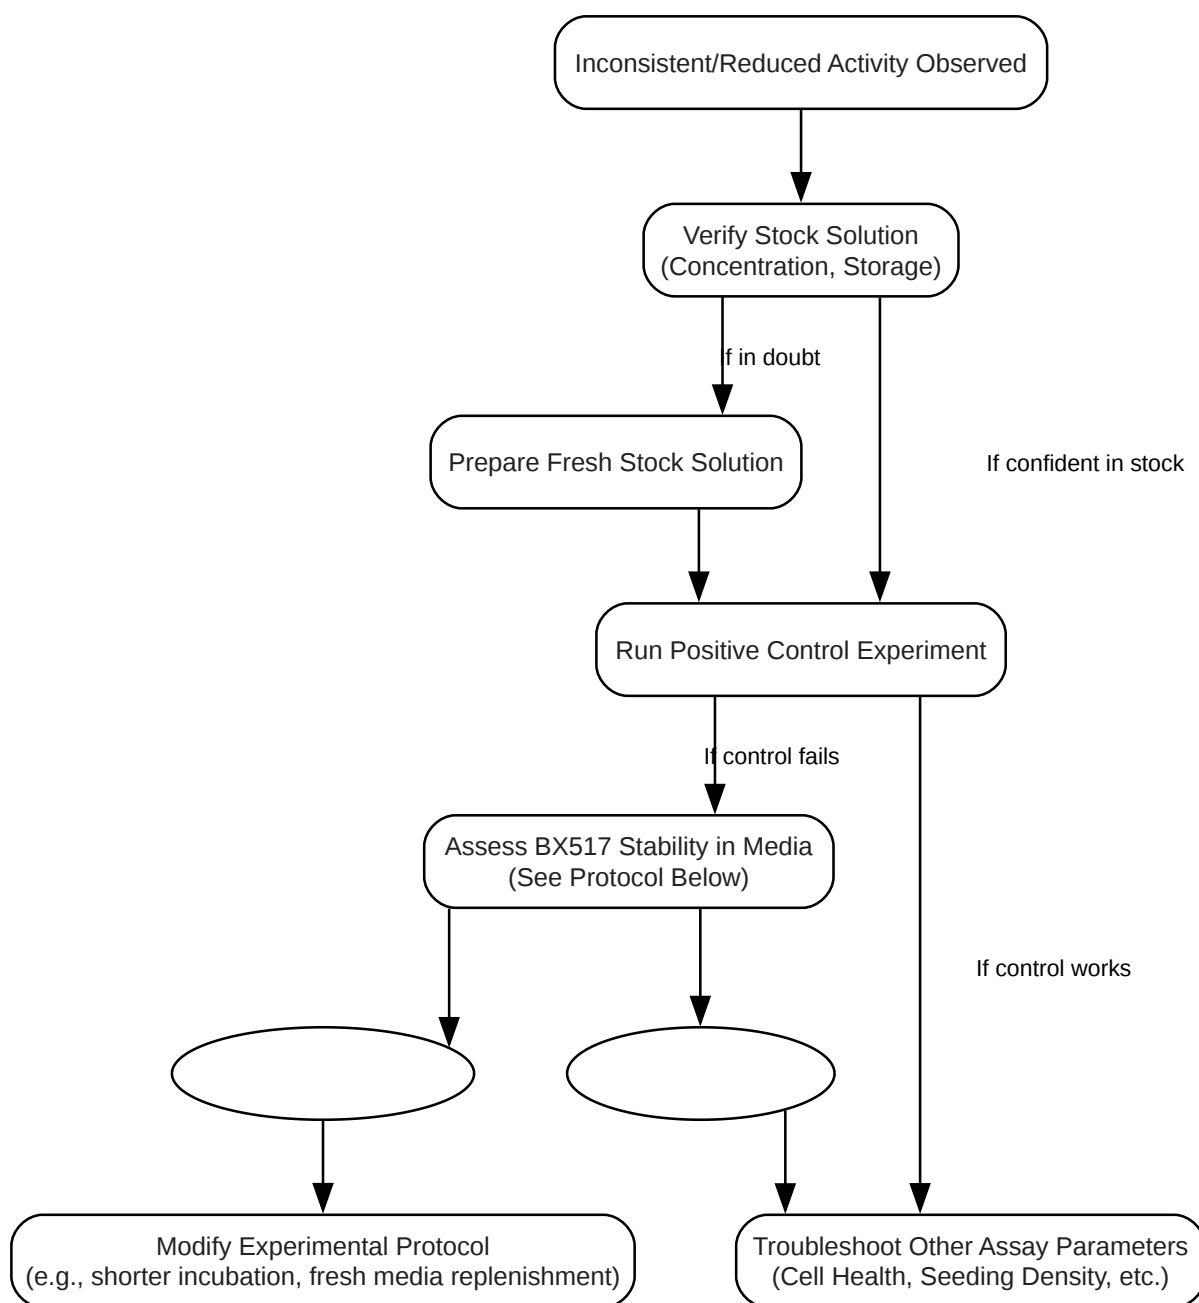 Inconsistent/Reduced Activity Observed
Verify Stock Solution
(Concentration, Storage)
If in doubt
Prepare Fresh Stock Solution
If confident in stock
Run Positive Control Experiment
If control fails
Assess BX517 Stability in Media
(See Protocol Below)
If control works
Modify Experimental Protocol
(e.g., shorter incubation, fresh media replenishment)
Troubleshoot Other Assay Parameters
(Cell Health, Seeding Density, etc.)